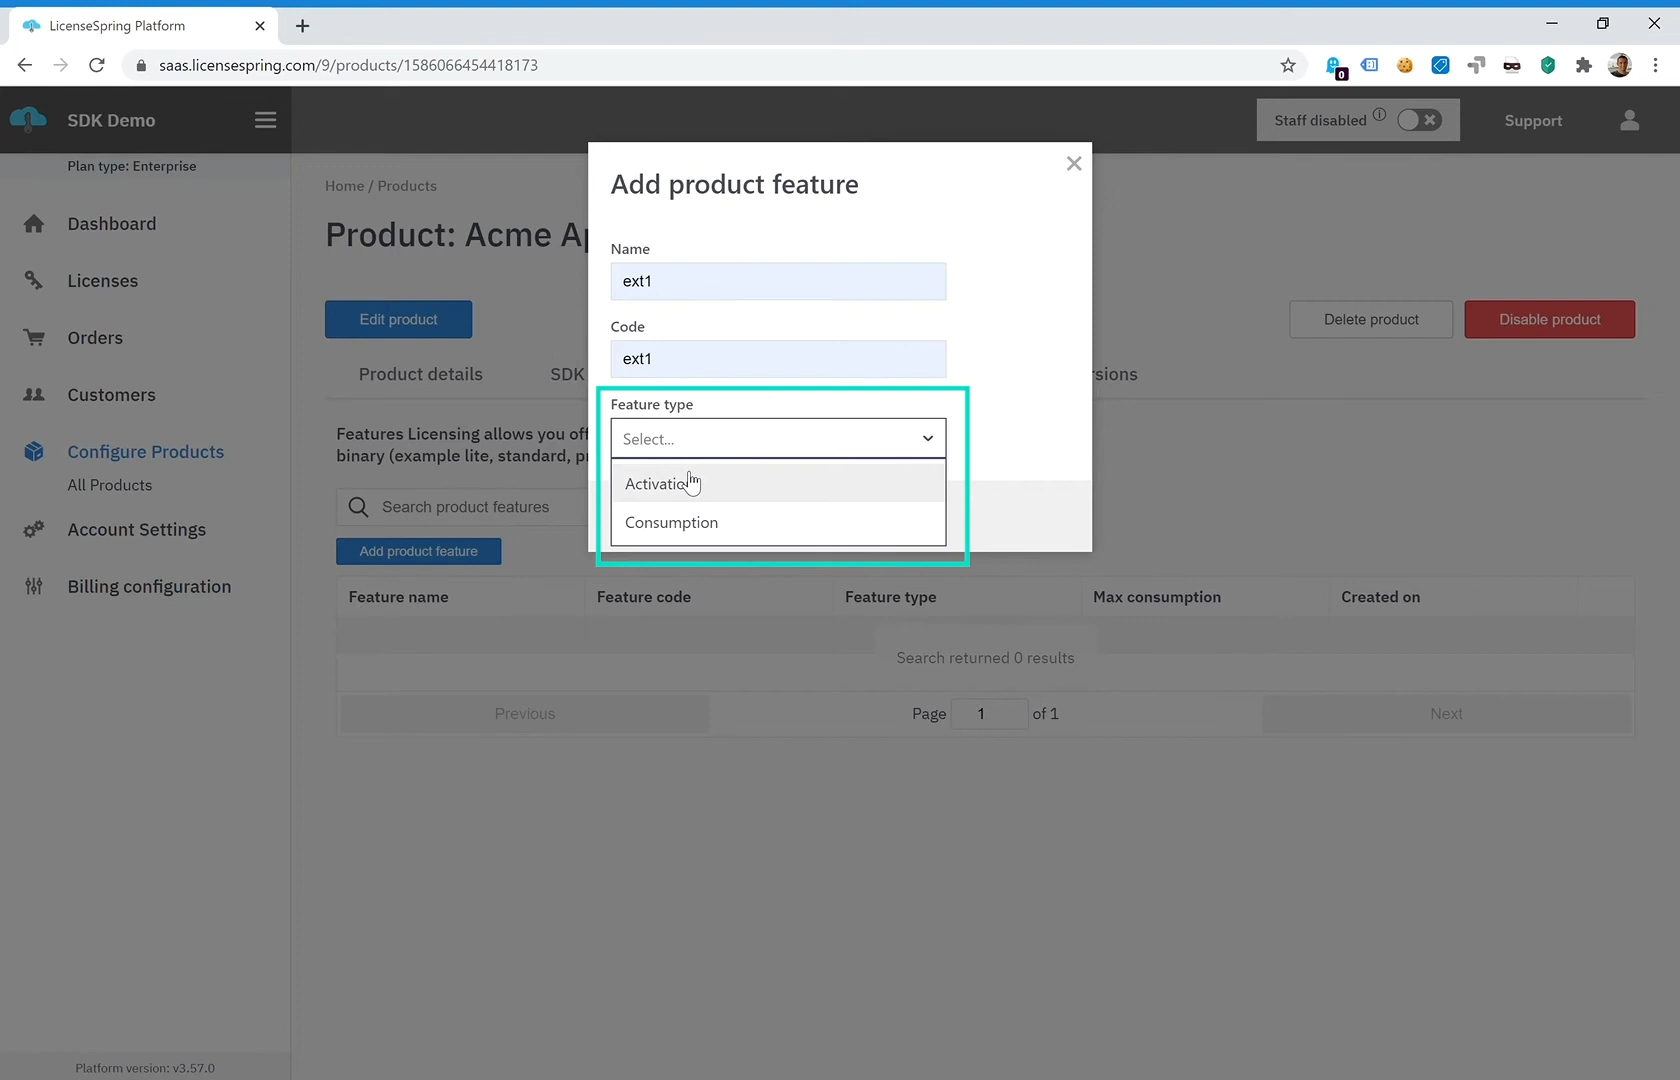 LicenseSpring Platform
saas.licensespring.com/9/products/1586066454418173
0
SDK Demo
Staff disabled
Support
Plan type: Enterprise
Dashboard
Licenses
Orders
Customers
Configure Products
All Products
Account Settings
Billing configuration
Platform version: v3.57.0
Home / Products
Product: Acme
Edit product
Delete product
Disable product
Product details
SDK
Features Licensing allows you
binary (example lite, standard,
Search product features
Add product feature
Feature name
Feature code
Feature type
Max consumption
Created on
Search returned 0 results
Previous
Page 1 of 1
Next
Add product feature
Name
ext1
Code
ext1
Feature type
Select...
Activation
Consumption